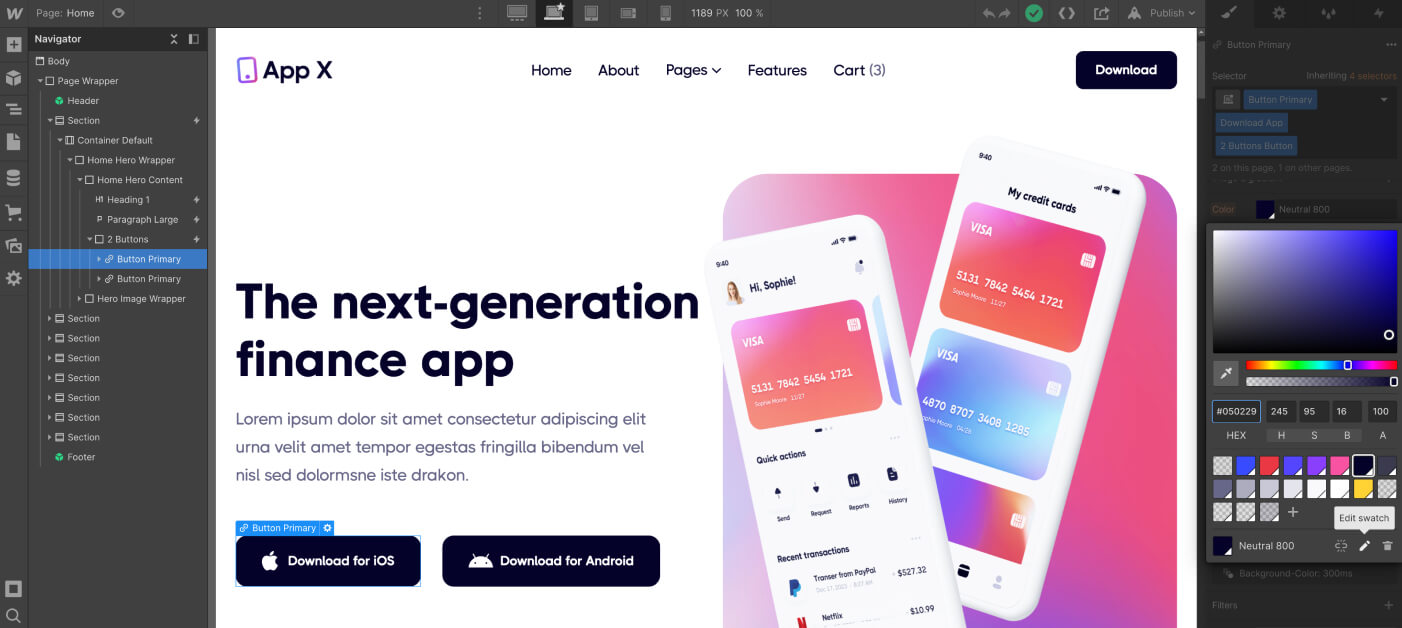 Page: Home
1189 PX 100 %
Publish
Navigator
Body
Page Wrapper
Header
Section
Container Default
Home Hero Wrapper
Home Hero Content
H1 Heading 1
P Paragraph Large
2 Buttons
Button Primary
Button Primary
Hero Image Wrapper
Section
Section
Section
Section
Section
Section
Section
Footer
App X
Home About Pages Features Cart (3)
Download
The next-generation
finance app
Lorem ipsum dolor sit amet consectetur adipiscing elit
urna velit amet tempor egestas fringilla bibendum vel
nisl sed dolormsne iste drakon.
Button Primary
Download for iOS
Download for Android
9:40
My credit cards
VISA
5131 7842 5454 1721
Sophie Moore 11/27
VISA
4870 8707 3408 1285
Sophie Moore 04/26
9:40
Hi, Sophie!
VISA
5131 7842 5454 1721
Sophie Moore 11/27
Quick actions
Send
Request
Reports
History
Recent transactions
Transer from PayPal
- $527.32
Netflix
- $10.99
Button Primary
Selector
Inheriting 4 selectors
Button Primary
Download App
2 Buttons Button
2 on this page, 1 on other pages.
Color
Neutral 800
#050229 245 95 16 100
HEX H S B A
Edit swatch
Neutral 800
Background-Color: 300ms
Filters